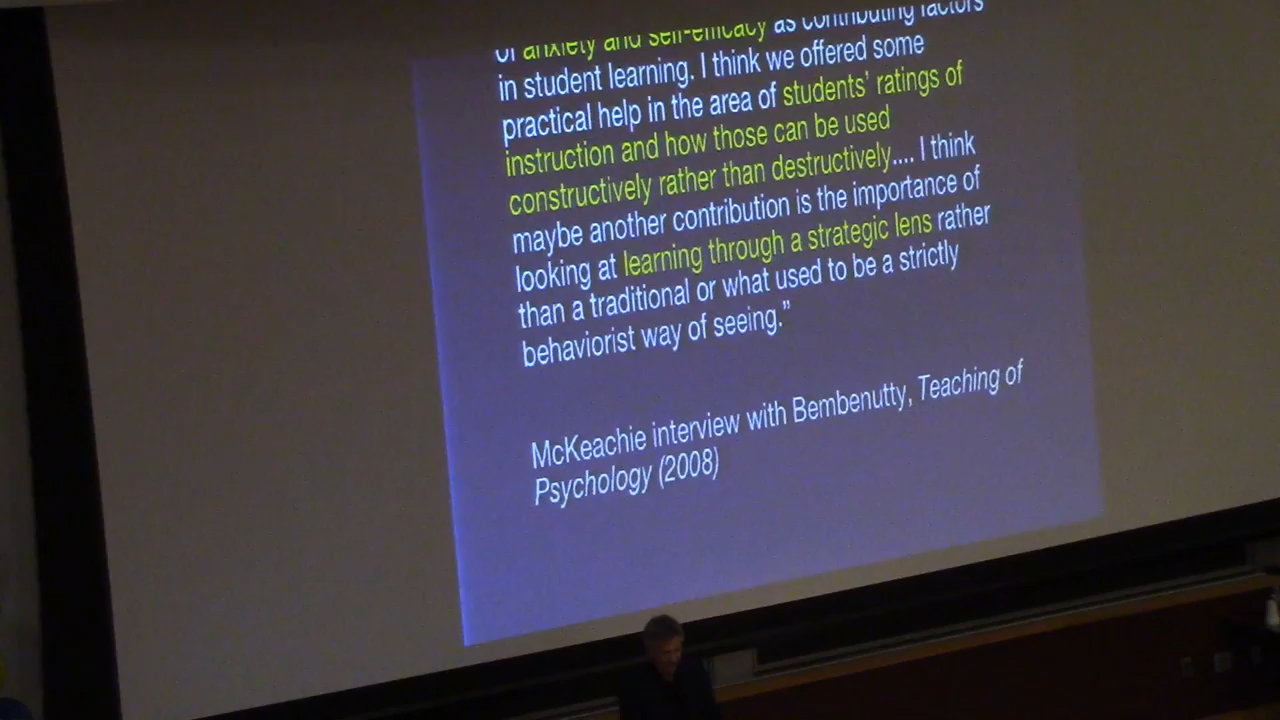 of anxiety and self-efficacy as contributing factors
in student learning. I think we offered some
practical help in the area of students' ratings of
instruction and how those can be used
constructively rather than destructively.... I think
maybe another contribution is the importance of
looking at learning through a strategic lens rather
than a traditional or what used to be a strictly
behaviorist way of seeing.”
McKeachie interview with Bembenutty, Teaching of
Psychology (2008)